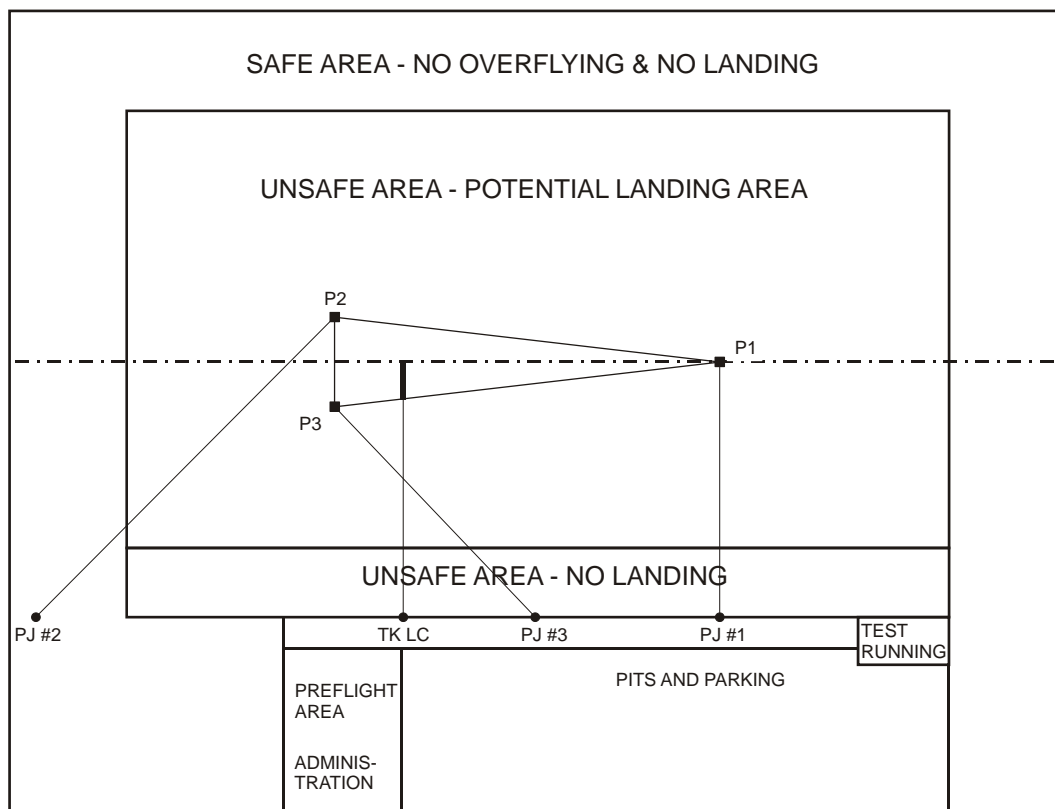 SAFE AREA - NO OVERFLYING & NO LANDING
UNSAFE AREA - POTENTIAL LANDING AREA
P2
P1
P3
UNSAFE AREA - NO LANDING
PJ #2
TK LC
PJ #3
PJ #1
TEST
RUNNING
PITS AND PARKING
PREFLIGHT
AREA
ADMINIS-
TRATION